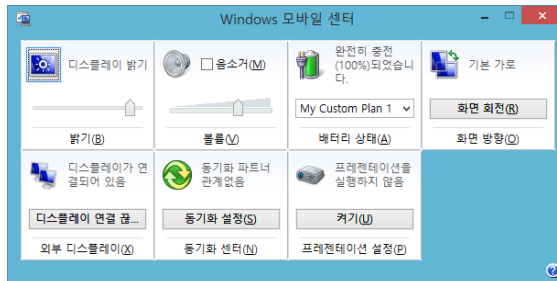 Windows 모바일 센터
디스플레이 밝기
밝기(B)
음소거(M)
볼륨(V)
완전히 충전
(100%)되었습니
다.
My Custom Plan 1
배터리 상태(A)
기본 가로
화면 회전(R)
화면 방향(O)
디스플레이가 연
결되어 있음
디스플레이 연결 끊...
외부 디스플레이(X)
동기화 파트너
관계없음
동기화 설정(S)
동기화 센터(N)
프레젠테이션을
실행하지 않음
켜기(U)
프레젠테이션 설정(P)